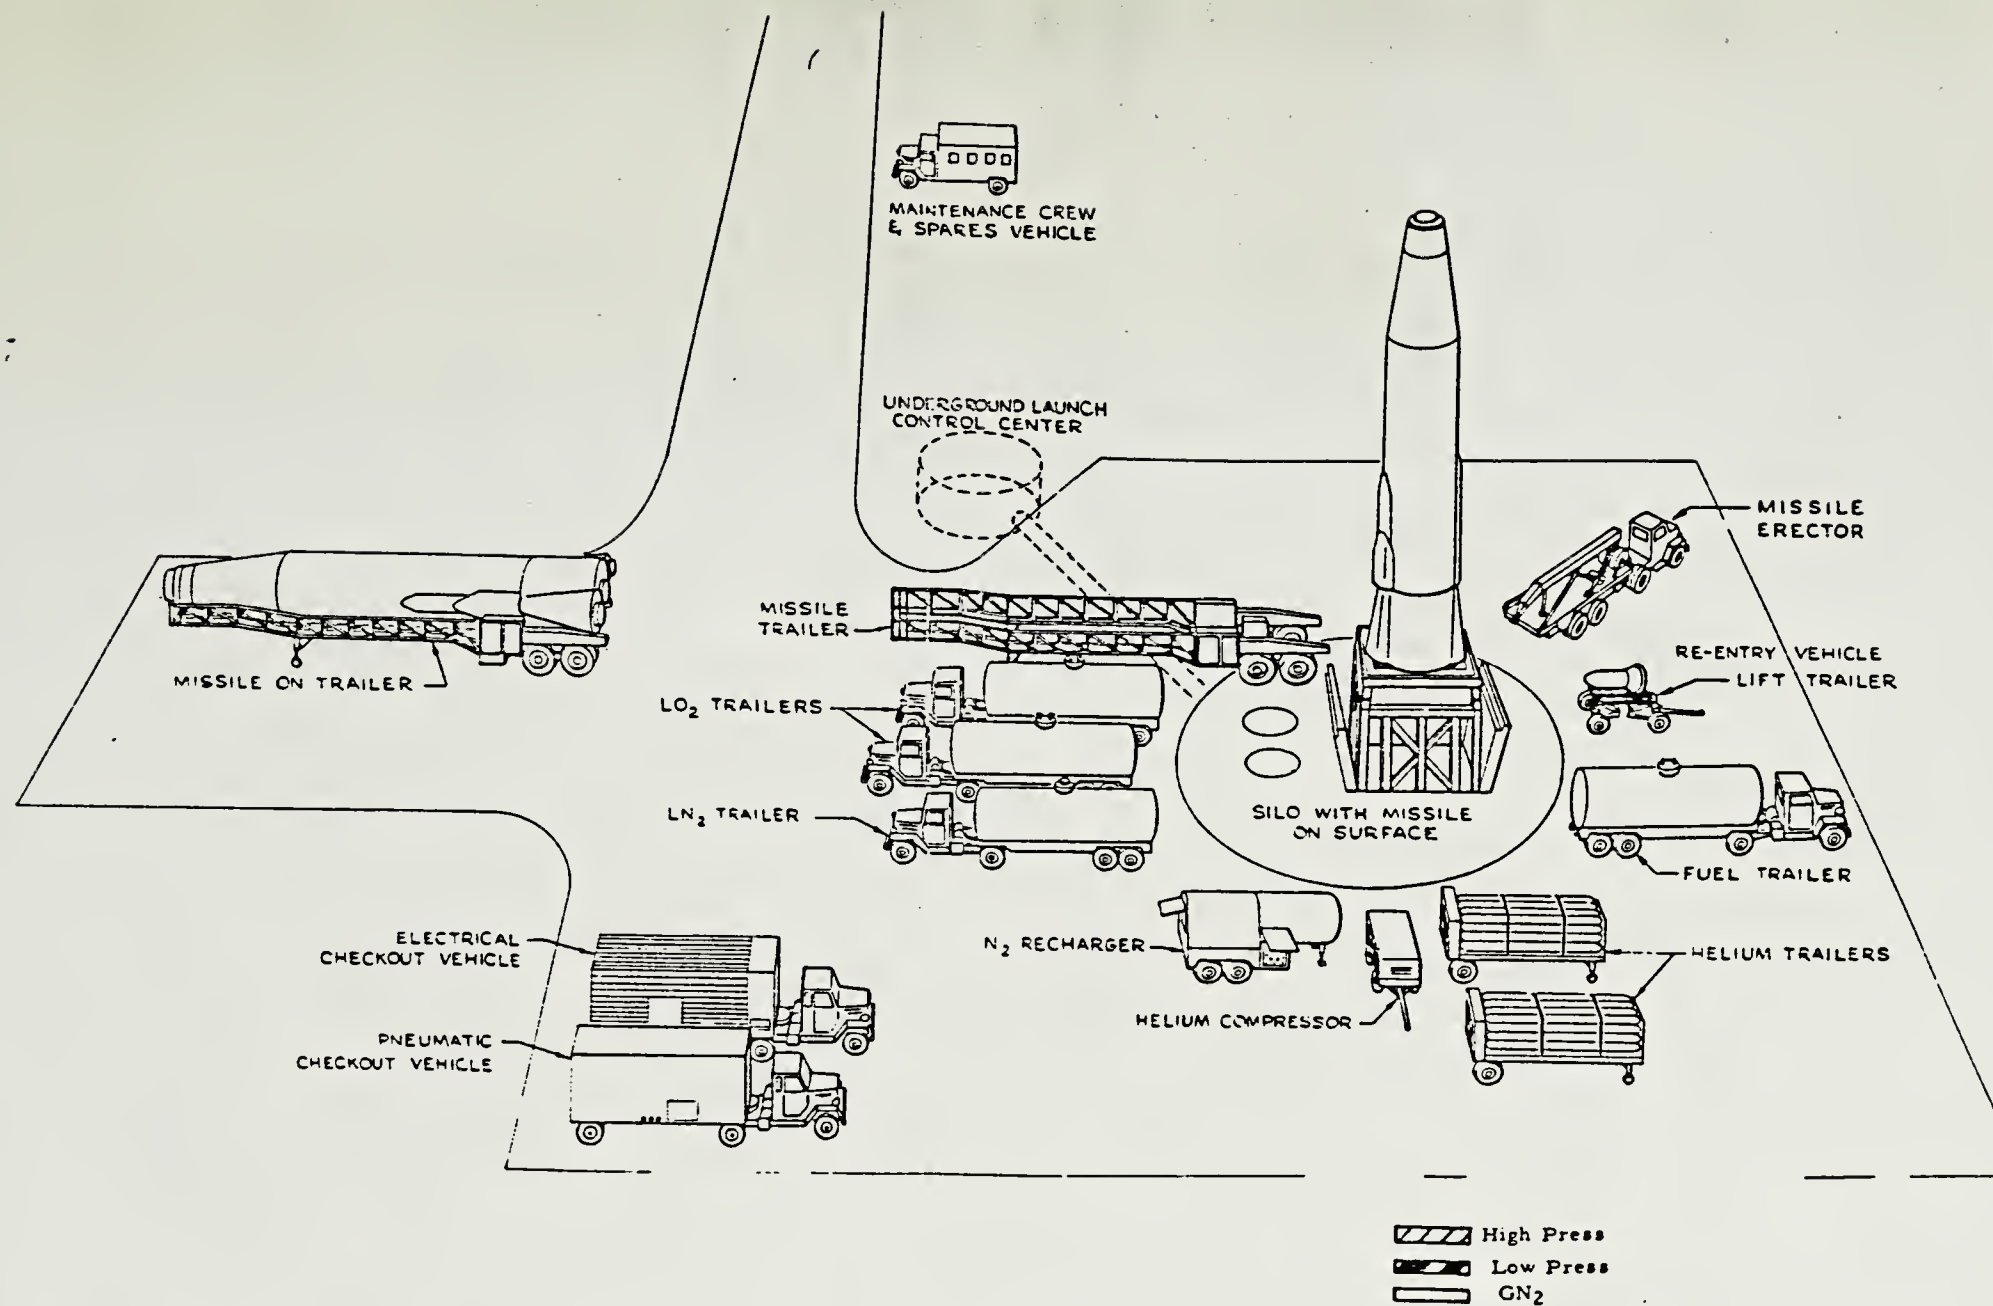 MAINTENANCE CREW
& SPARES VEHICLE
UNDERGROUND LAUNCH
CONTROL CENTER
MISSILE
ERECTOR
MISSILE
TRAILER
RE-ENTRY VEHICLE
LIFT TRAILER
MISSILE ON TRAILER
LO₂ TRAILERS
LN₂ TRAILER
SILO WITH MISSILE
ON SURFACE
FUEL TRAILER
ELECTRICAL
CHECKOUT VEHICLE
N₂ RECHARGER
HELIUM TRAILERS
HELIUM COMPRESSOR
PNEUMATIC
CHECKOUT VEHICLE
High Press
Low Press
GN₂